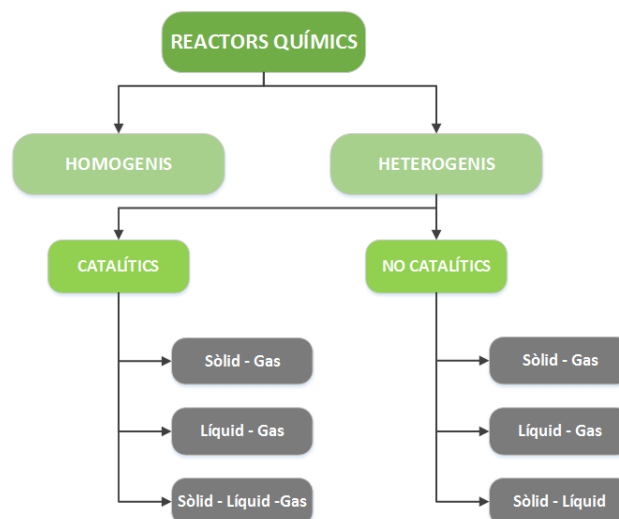 REACTORS QUÍMICS
HOMOGENIS
HETEROGENIS
CATALÍTICS
NO CATALÍTICS
Sòlid - Gas
Sòlid - Gas
Líquid - Gas
Líquid - Gas
Sòlid - Líquid -Gas
Sòlid - Líquid